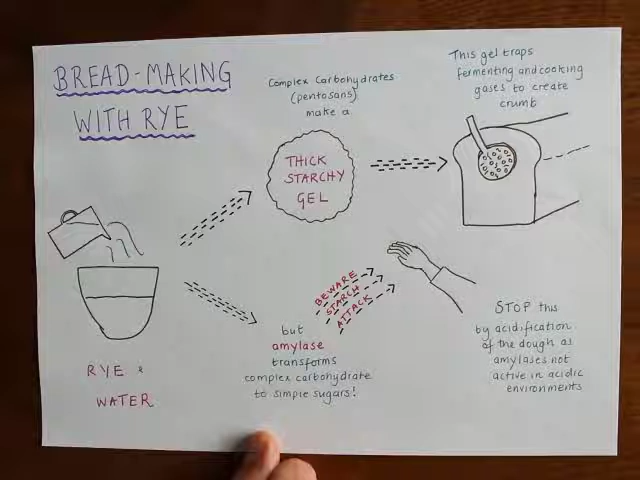 BREAD-MAKING
WITH RYE
Complex Carbohydrates
(pentosans)
make a
THICK
STARCHY
GEL
This gel traps
fermenting and cooking
gases to create
crumb
RYE &
WATER
but
amylase
transforms
complex carbohydrate
to simple sugars!
BEWARE
STARCH
ATTACK
STOP this
by acidification
of the dough as
amylases not
active in acidic
environments